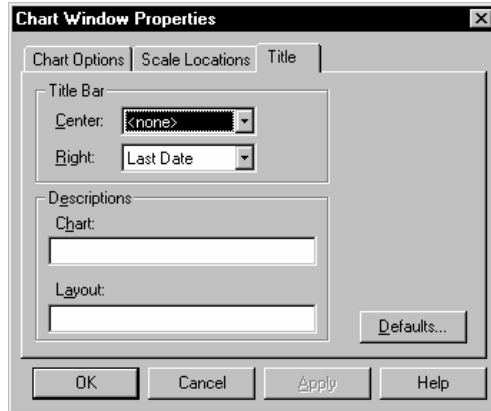 Chart Window Properties
Chart Options Scale Locations Title
Title Bar
Center: <none>
Right: Last Date
Descriptions
Chart:
Layout:
Defaults...
OK Cancel Apply Help